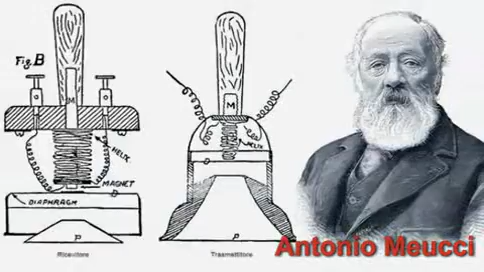 Fig. B
M
HELIX
MAGNET
B
DIAPHRAGM
P
Ricevitore
M
HELIX
P
Trasmettitore
Antonio Meucci